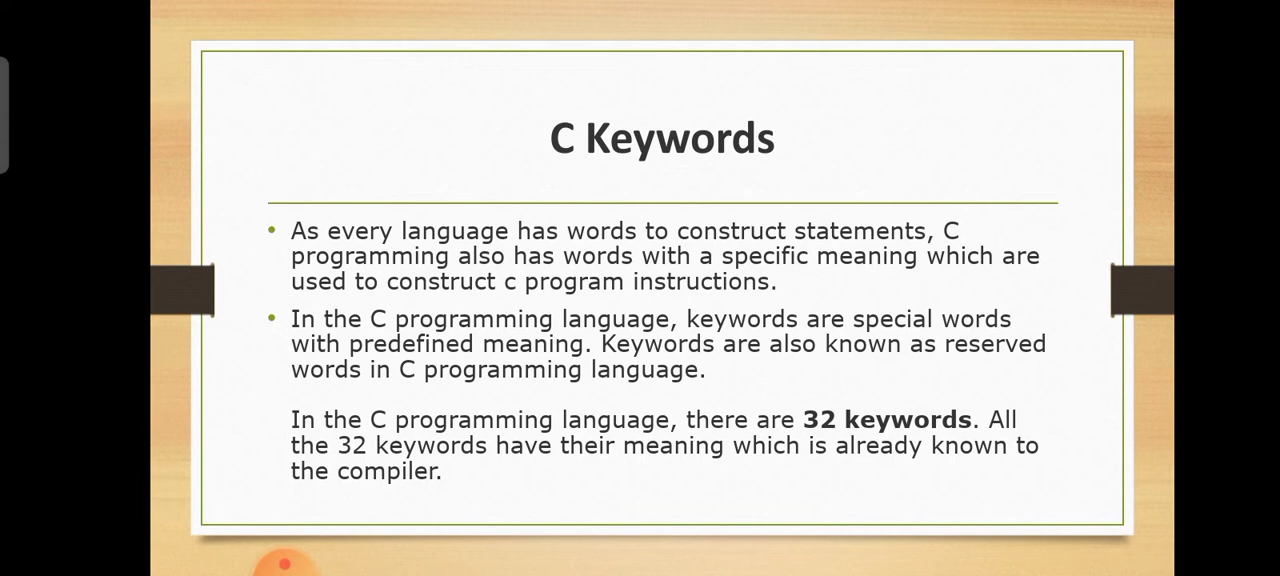 C Keywords
As every language has words to construct statements, C
programming also has words with a specific meaning which are
used to construct c program instructions.
In the C programming language, keywords are special words
with predefined meaning. Keywords are also known as reserved
words in C programming language.
In the C programming language, there are 32 keywords. All
the 32 keywords have their meaning which is already known to
the compiler.